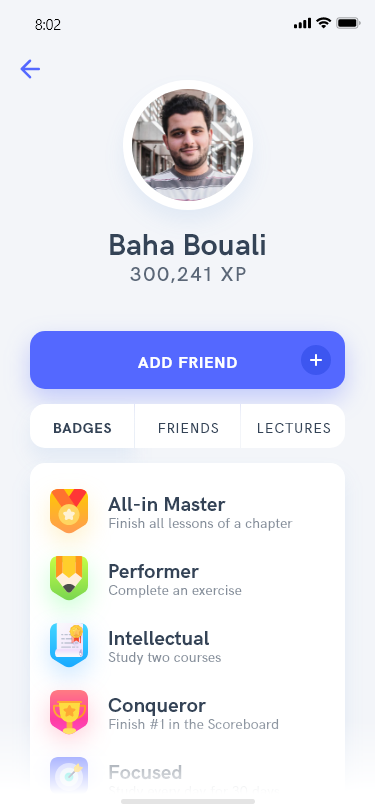 8:02
Baha Bouali
300,241 XP
ADD FRIEND
BADGES
FRIENDS
LECTURES
All-in Master
Finish all lessons of a chapter
Performer
Complete an exercise
Intellectual
Study two courses
Conqueror
Finish #1 in the Scoreboard
Focused